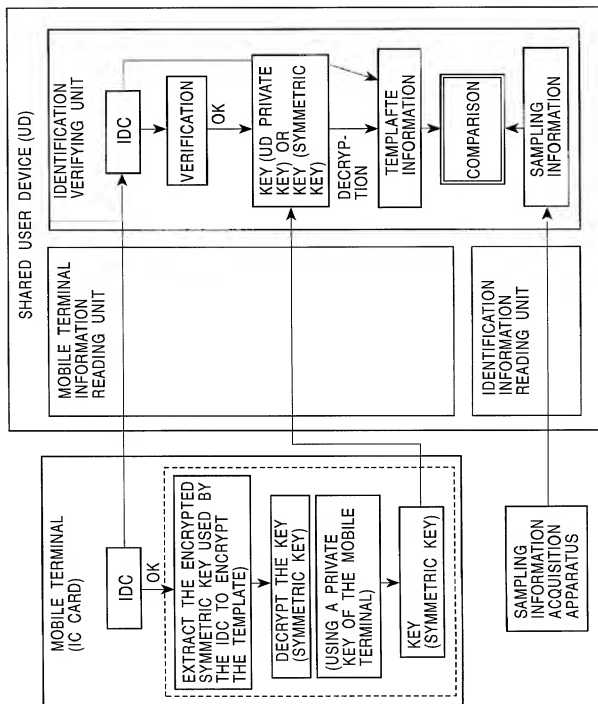 SHARED USER DEVICE (UD)
MOBILE TERMINAL
(IC CARD)
IDC
OK
EXTRACT THE ENCRYPTED
SYMMETRIC KEY USED BY
THE IDC TO ENCRYPT
THE TEMPLATE)
DECRYPT THE KEY
(SYMMETRIC KEY)
(USING A PRIVATE
KEY OF THE MOBILE
TERMINAL)
KEY
(SYMMETRIC KEY)
SAMPLING
INFORMATION
ACQUISITION
APPARATUS
MOBILE TERMINAL
INFORMATION
READING UNIT
IDENTIFICATION
INFORMATION
READING UNIT
IDENTIFICATION
VERIFYING UNIT
IDC
VERIFICATION
OK
KEY (UD PRIVATE
KEY) OR
KEY (SYMMETRIC
KEY)
DECRYP-
TION
TEMPLAFTE
INFORMATION
COMPARISON
SAMPLING
INFORMATION